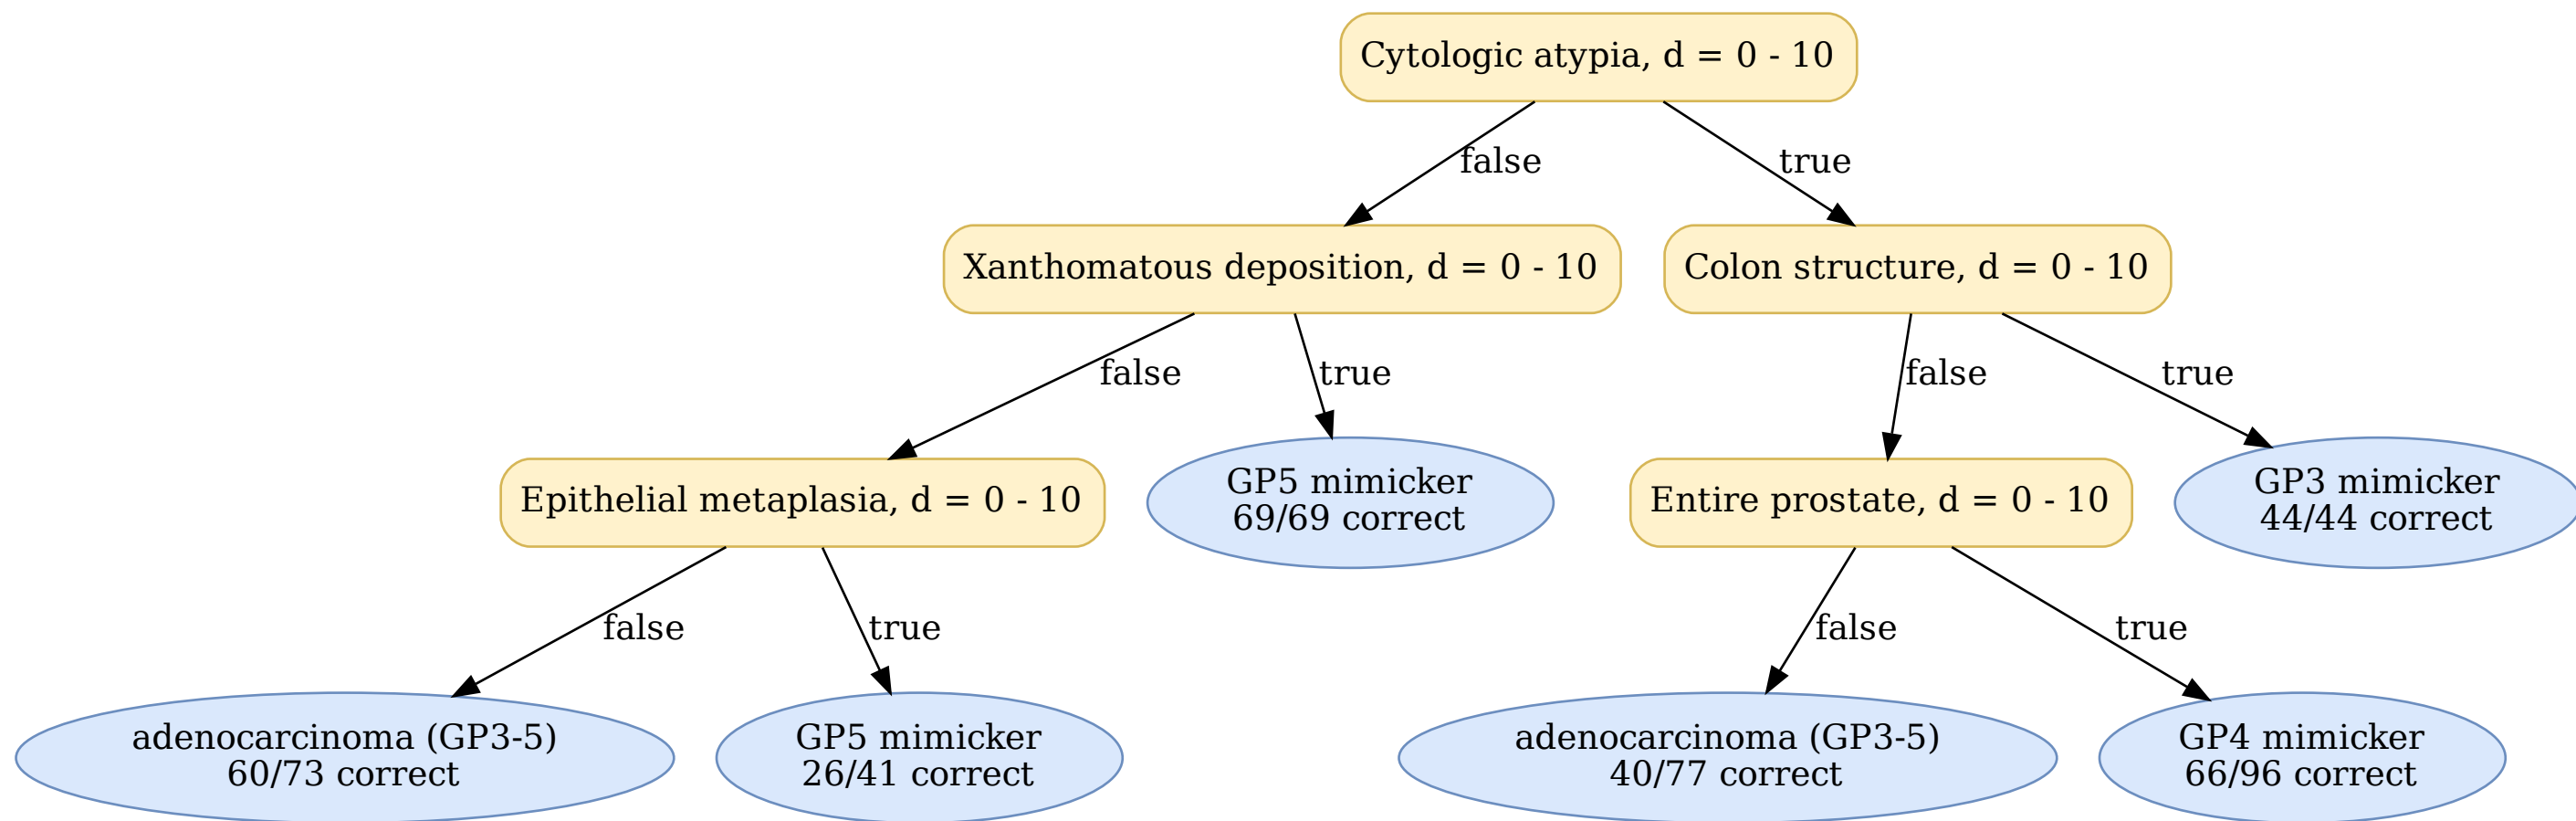 Cytologic atypia, d = 0 - 10
false
true
Xanthomatous deposition, d = 0 - 10
Colon structure, d = 0 - 10
false
true
false
true
Epithelial metaplasia, d = 0 - 10
GP5 mimicker
69/69 correct
Entire prostate, d = 0 - 10
GP3 mimicker
44/44 correct
false
true
false
true
adenocarcinoma (GP3-5)
60/73 correct
GP5 mimicker
26/41 correct
adenocarcinoma (GP3-5)
40/77 correct
GP4 mimicker
66/96 correct